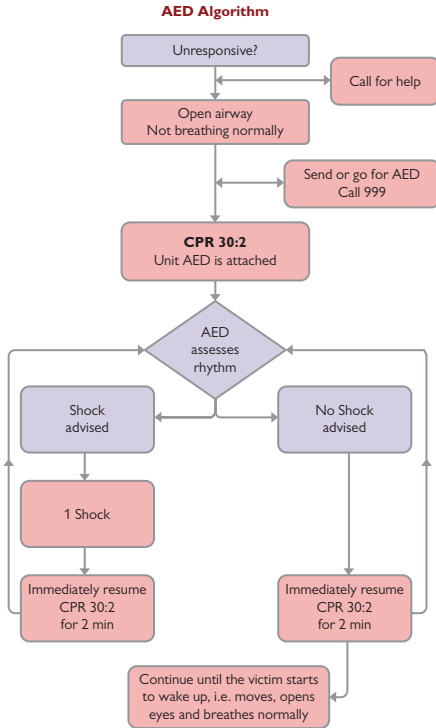 AED Algorithm
Unresponsive?
Call for help
Open airway
Not breathing normally
Send or go for AED
Call 999
CPR 30:2
Unit AED is attached
AED
assesses
rhythm
Shock
advised
No Shock
advised
1 Shock
Immediately resume
CPR 30:2
for 2 min
Immediately resume
CPR 30:2
for 2 min
Continue until the victim starts
to wake up, i.e. moves, opens
eyes and breathes normally